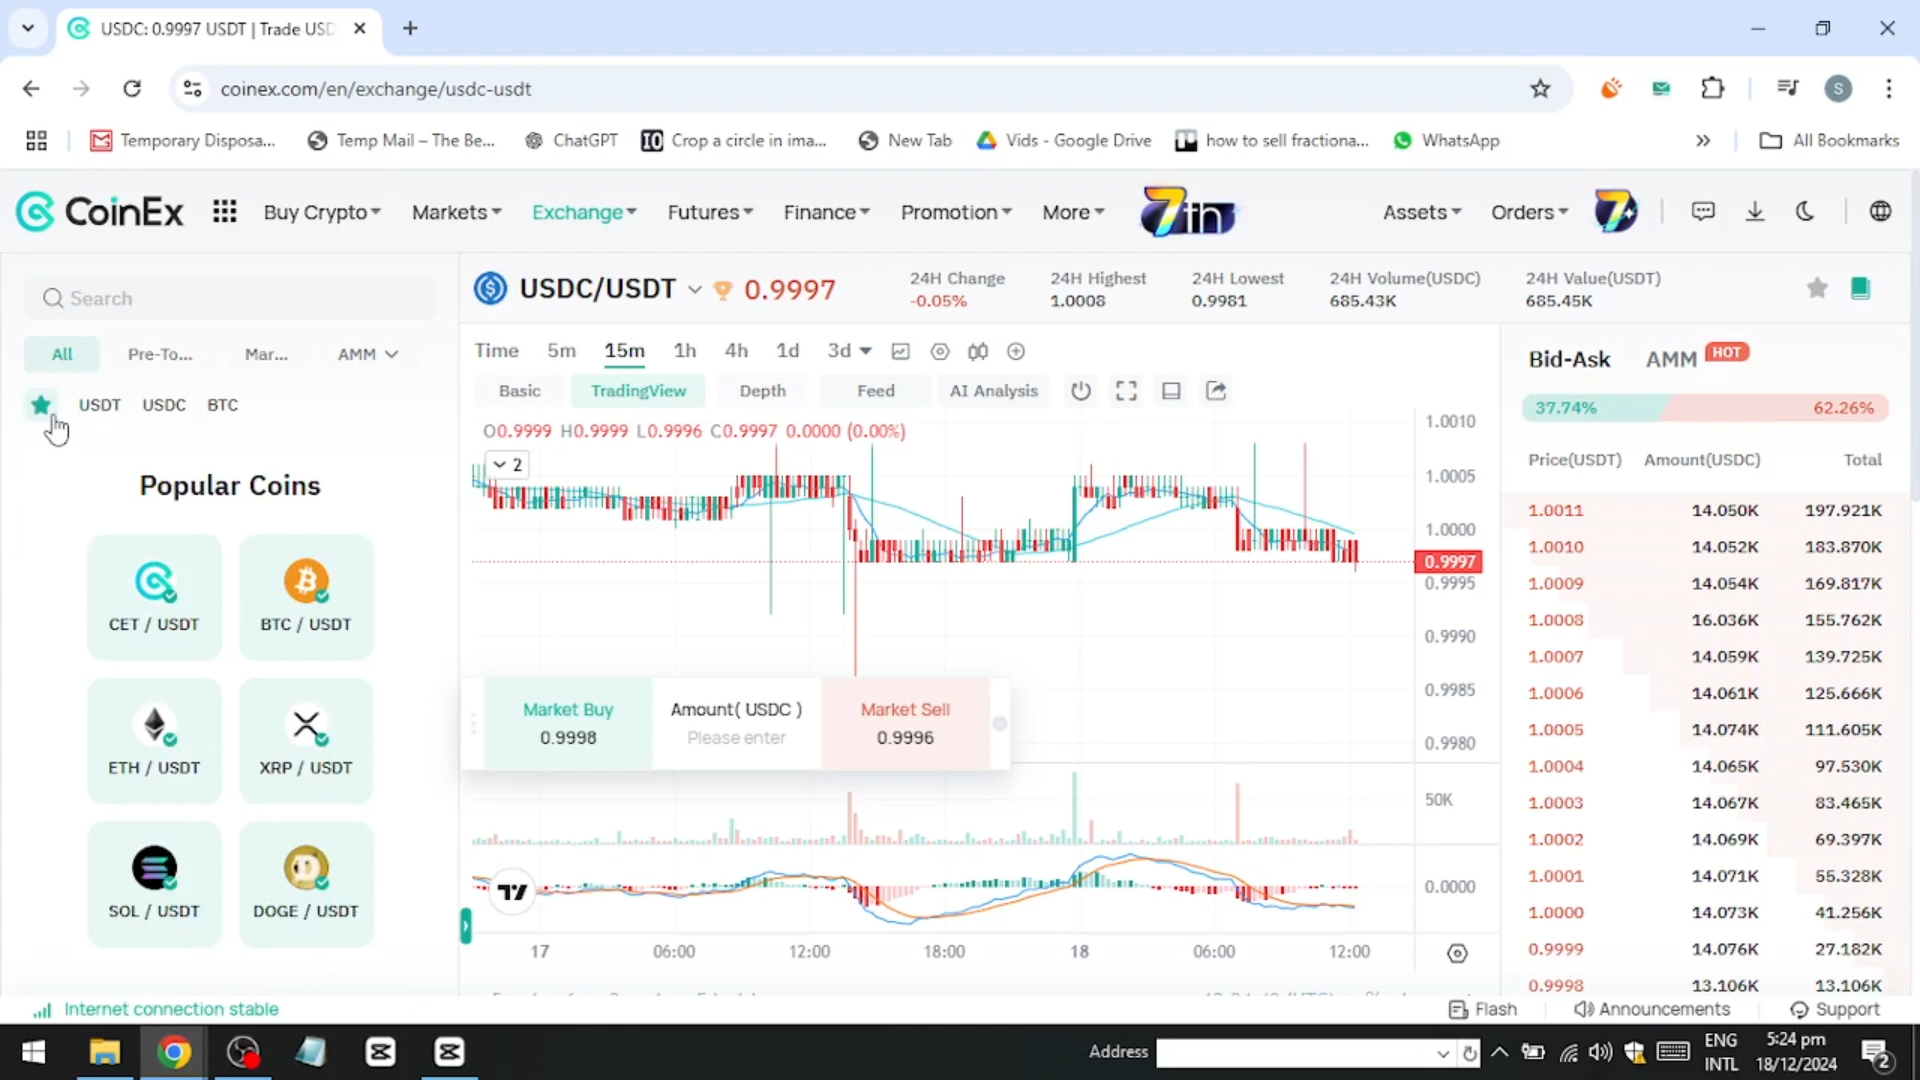 USDC: 0.9997 USDT | Trade USD
coinex.com/en/exchange/usdc-usdt
S
Temporary Disposa...
Temp Mail – The Be...
ChatGPT
Crop a circle in ima...
New Tab
Vids - Google Drive
how to sell fractiona...
WhatsApp
All Bookmarks
CoinEx
Buy Crypto
Markets
Exchange
Futures
Finance
Promotion
More
7th
Assets
Orders
Search
All
Pre-To...
Mar...
AMM
USDT
USDC
BTC
Popular Coins
CET / USDT
BTC / USDT
ETH / USDT
XRP / USDT
SOL / USDT
DOGE / USDT
USDC/USDT
0.9997
24H Change
-0.05%
24H Highest
1.0008
24H Lowest
0.9981
24H Volume(USDC)
685.43K
24H Value(USDT)
685.45K
Time 5m 15m 1h 4h 1d 3d
Basic TradingView Depth Feed AI Analysis
O0.9999 H0.9999 L0.9996 C0.9997 0.0000 (0.00%)
2
1.0010
1.0005
1.0000
0.9997
0.9995
0.9990
0.9985
0.9980
Market Buy
0.9998
Amount( USDC )
Please enter
Market Sell
0.9996
50K
0.0000
17 06:00 12:00 18:00 18 06:00 12:00
Bid-Ask AMM HOT
37.74% 62.26%
Price(USDT) Amount(USDC) Total
1.0011 14.050K 197.921K
1.0010 14.052K 183.870K
1.0009 14.054K 169.817K
1.0008 16.036K 155.762K
1.0007 14.059K 139.725K
1.0006 14.061K 125.666K
1.0005 14.074K 111.605K
1.0004 14.065K 97.530K
1.0003 14.067K 83.465K
1.0002 14.069K 69.397K
1.0001 14.071K 55.328K
1.0000 14.073K 41.256K
0.9999 14.076K 27.182K
0.9998 13.106K 13.106K
Internet connection stable
Flash
Announcements
Support
Address
ENG
INTL
5:24 pm
18/12/2024
2